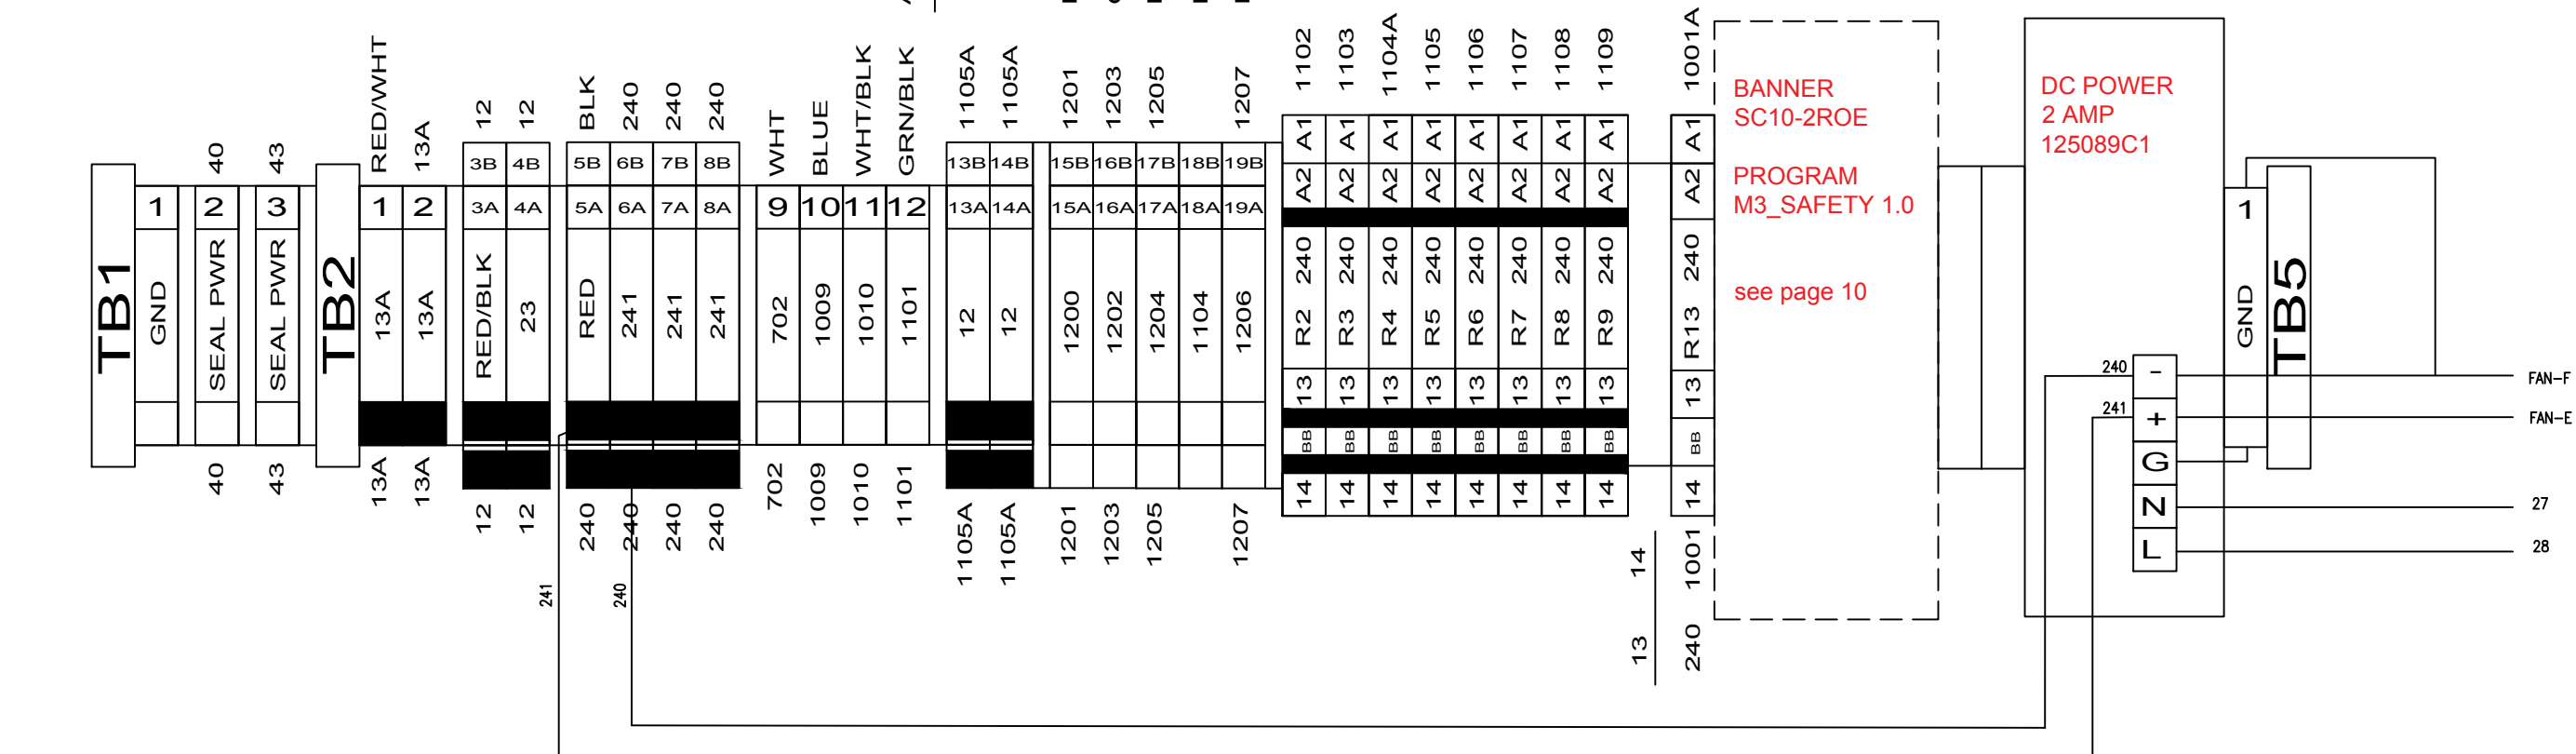 RED/WHT
13A
40
43
12
12
BLK
240
240
240
WHT
BLUE
WHT/BLK
GRN/BLK
1105A
1105A
1201
1203
1205
1207
1102
1103
1104A
1105
1106
1107
1108
1109
1001A
TB1
1
2
3
TB2
1
2
3B
4B
3A
4A
5B
6B
7B
8B
5A
6A
7A
8A
9
10
11
12
13B
14B
13A
14A
15B
16B
17B
18B
19B
15A
16A
17A
18A
19A
A1
A1
A1
A1
A1
A1
A1
A1
A1
A2
A2
A2
A2
A2
A2
A2
A2
A2
GND
SEAL PWR
SEAL PWR
13A
13A
RED/BLK
23
RED
241
241
241
702
1009
1010
1101
12
12
1200
1202
1204
1104
1206
240
240
240
240
240
240
240
240
240
R2
R3
R4
R5
R6
R7
R8
R9
R13
13
13
13
13
13
13
13
13
13
BB
BB
BB
BB
BB
BB
BB
BB
BB
14
14
14
14
14
14
14
14
14
40
43
13A
13A
12
12
240
240
240
240
702
1009
1010
1101
1105A
1105A
1201
1203
1205
1207
14
1001
13
240
241
240
BANNER
SC10-2ROE
PROGRAM
M3_SAFETY 1.0
see page 10
DC POWER
2 AMP
125089C1
1
GND
TB5
240
-
FAN-F
241
+
FAN-E
G
N
27
L
28